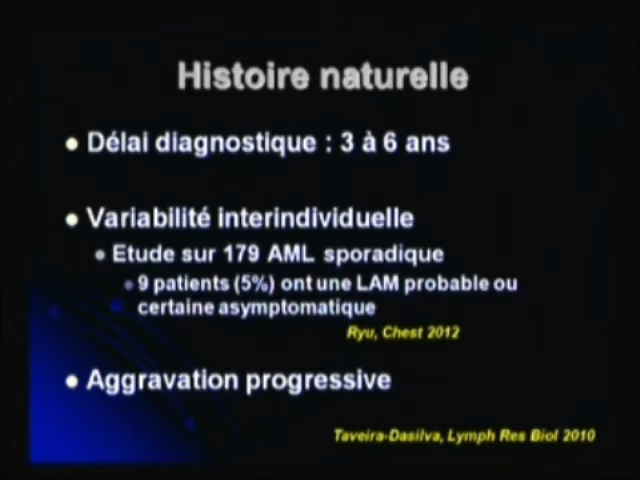 Histoire naturelle
Délai diagnostique : 3 à 6 ans
Variabilité interindividuelle
Etude sur 179 AML sporadique
9 patients (5%) ont une LAM probable ou
certaine asymptomatique
Ryu, Chest 2012
Aggravation progressive
Taveira-Dasilva, Lymph Res Biol 2010